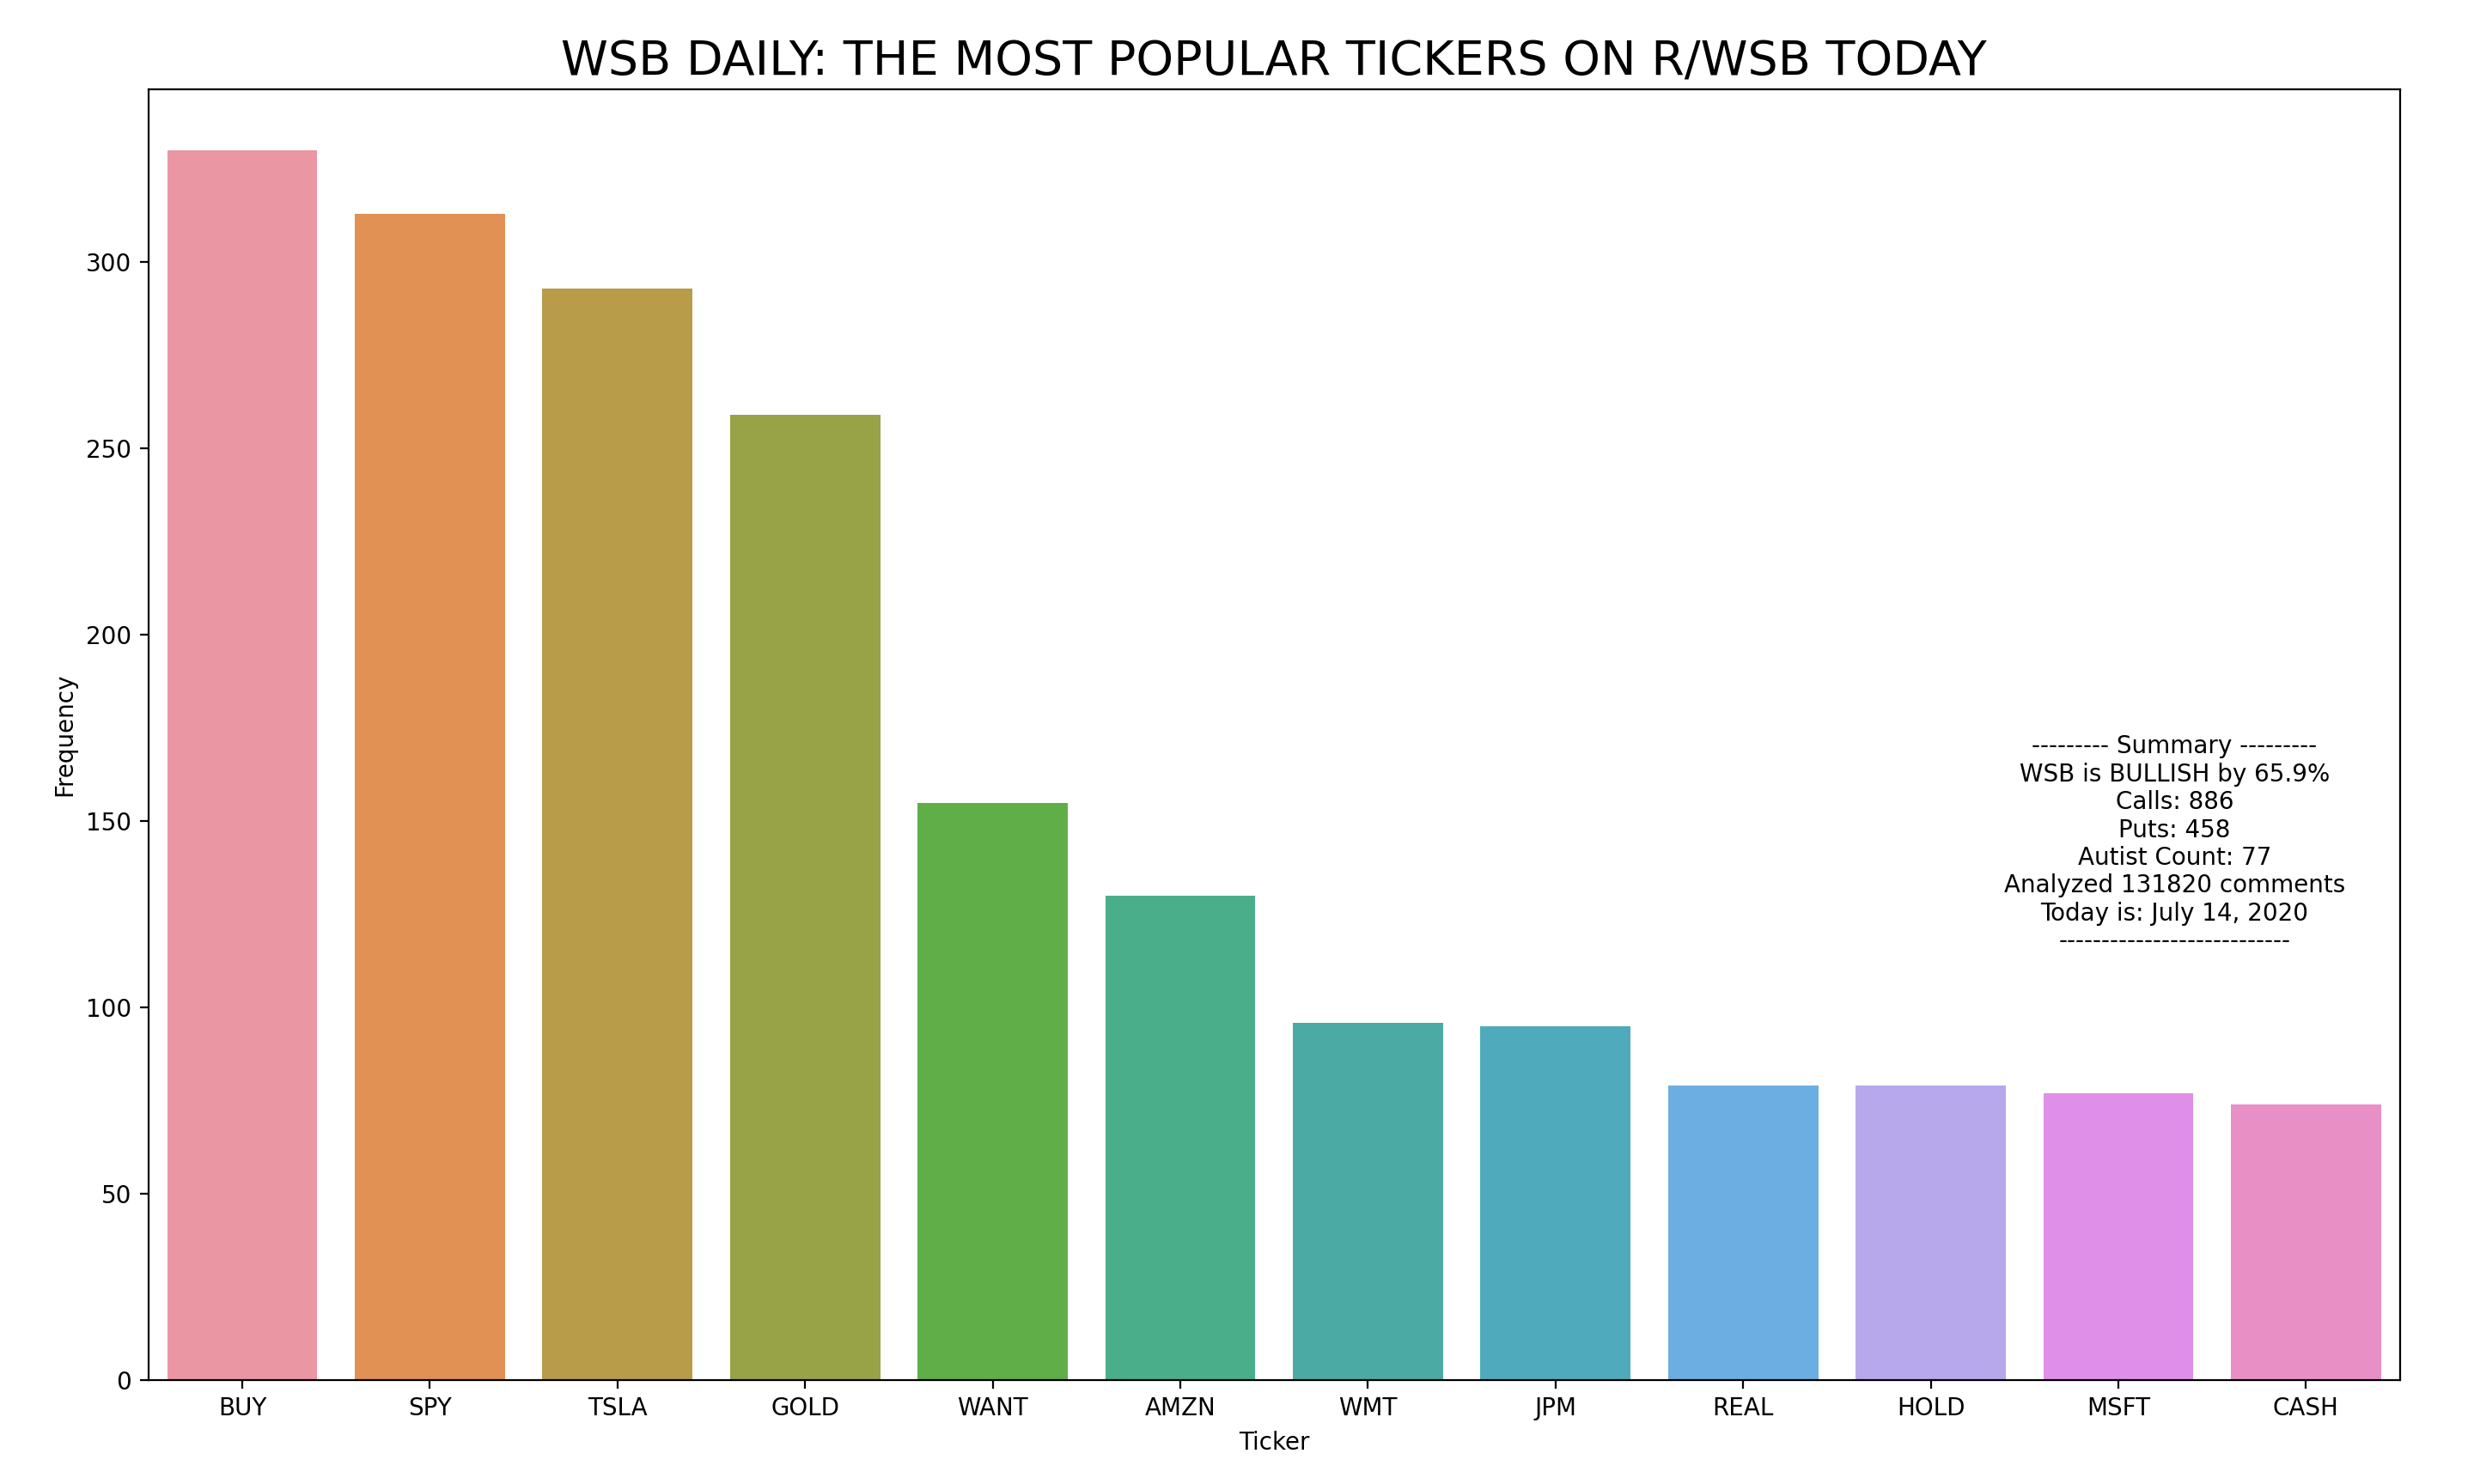 WSB DAILY: THE MOST POPULAR TICKERS ON R/WSB TODAY
300
250
200
150
100
50
0
Frequency
--------- Summary ---------
WSB is BULLISH by 65.9%
Calls: 886
Puts: 458
Autist Count: 77
Analyzed 131820 comments
Today is: July 14, 2020
---------------------------
BUY SPY TSLA GOLD WANT AMZN WMT JPM REAL HOLD MSFT CASH
Ticker